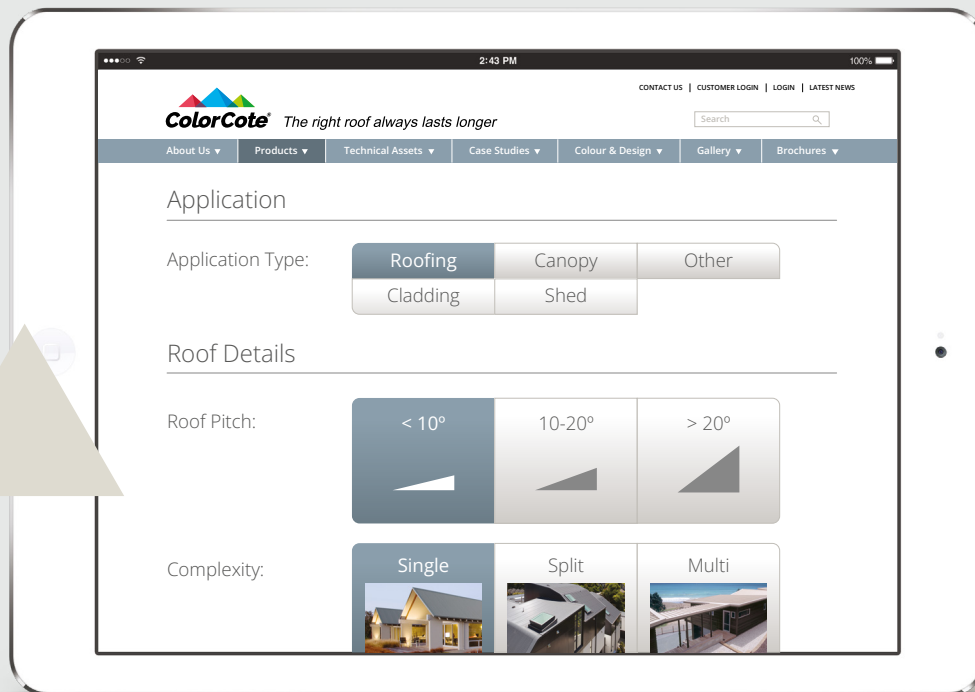 2:43 PM
100%
CONTACT US | CUSTOMER LOGIN | LOGIN | LATEST NEWS
ColorCote® The right roof always lasts longer
Search
About Us ▼ Products ▼ Technical Assets ▼ Case Studies ▼ Colour & Design ▼ Gallery ▼ Brochures ▼
Application
Application Type:
Roofing Canopy Other
Cladding Shed
Roof Details
Roof Pitch:
< 10º 10-20º > 20º
Complexity:
Single Split Multi